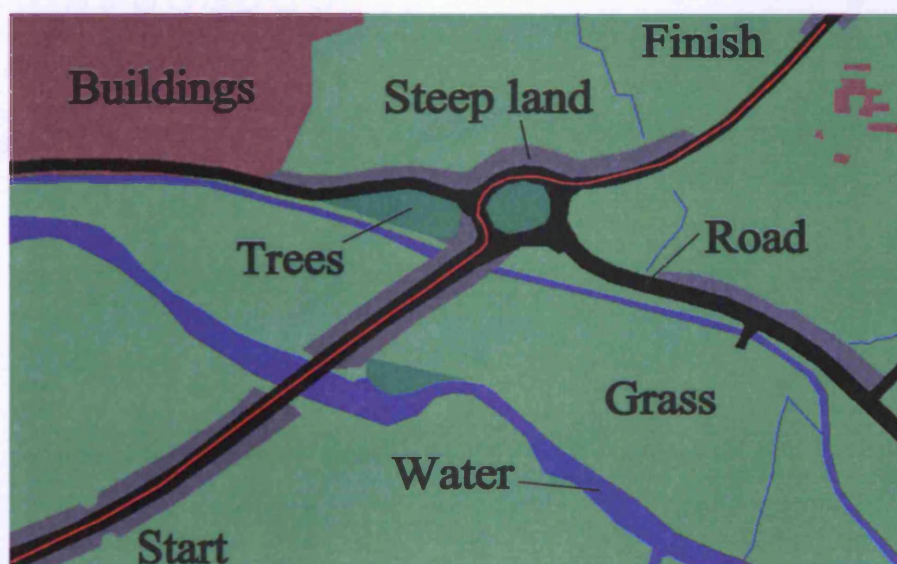 Finish
Buildings
Steep land
Road
Trees
Grass
Water
Start